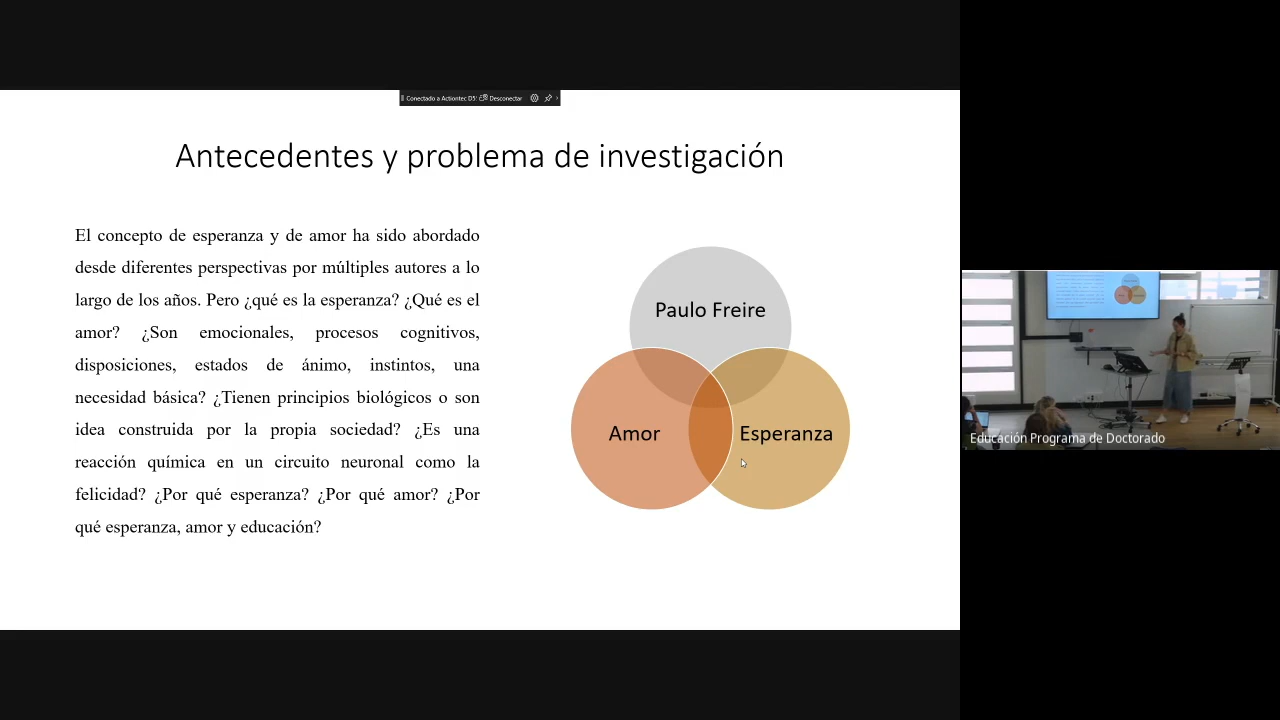 Conectado a Actiontec D5: Desconectar
Antecedentes y problema de investigación
El concepto de esperanza y de amor ha sido abordado
desde diferentes perspectivas por múltiples autores a lo
largo de los años. Pero ¿qué es la esperanza? ¿Qué es el
amor? ¿Son emocionales, procesos cognitivos,
disposiciones, estados de ánimo, instintos, una
necesidad básica? ¿Tienen principios biológicos o son
idea construida por la propia sociedad? ¿Es una
reacción química en un circuito neuronal como la
felicidad? ¿Por qué esperanza? ¿Por qué amor? ¿Por
qué esperanza, amor y educación?
Paulo Freire
Amor
Esperanza
Educación Programa de Doctorado